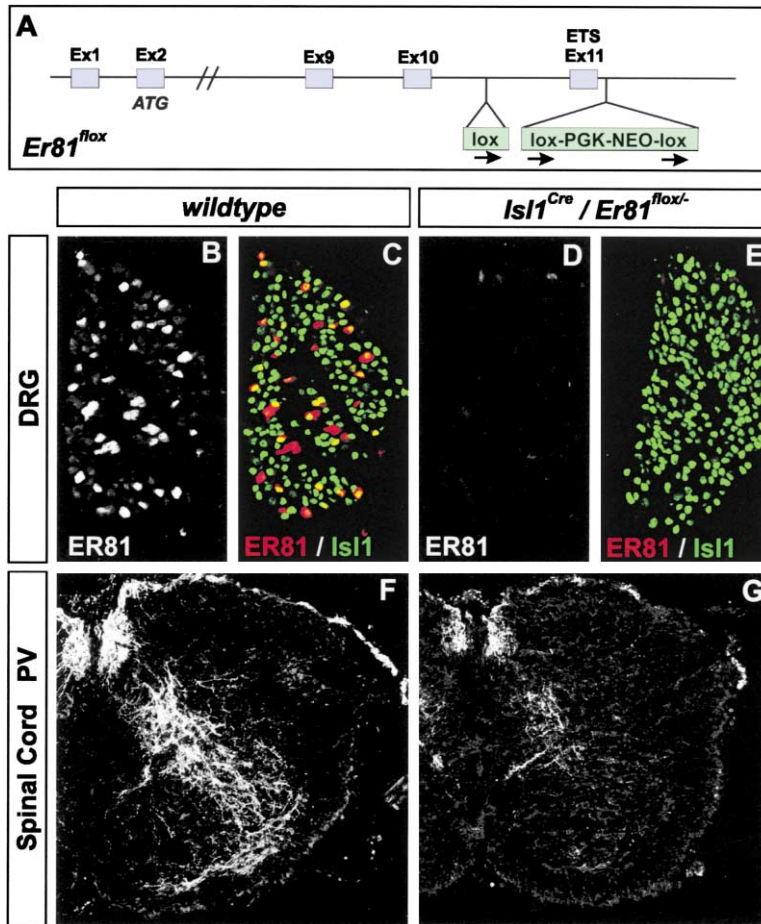 A
Ex1
Ex2
Ex9
Ex10
ETS
Ex11
ATG
Er81flox
lox
lox-PGK-NEO-lox
wildtype
Isl1Cre / Er81flox/-
DRG
B
ER81
C
ER81 / Isl1
D
ER81
E
ER81 / Isl1
Spinal Cord PV
F
G